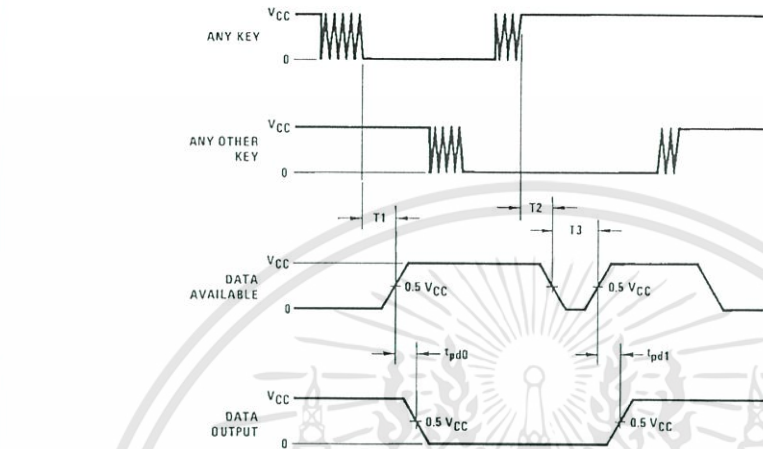 VCC
ANY KEY
0
VCC
ANY OTHER
KEY
0
T1
T2
T3
VCC
DATA
AVAILABLE
0.5 VCC
0.5 VCC
0
tpd0
tpd1
VCC
DATA
OUTPUT
0.5 VCC
0.5 VCC
0